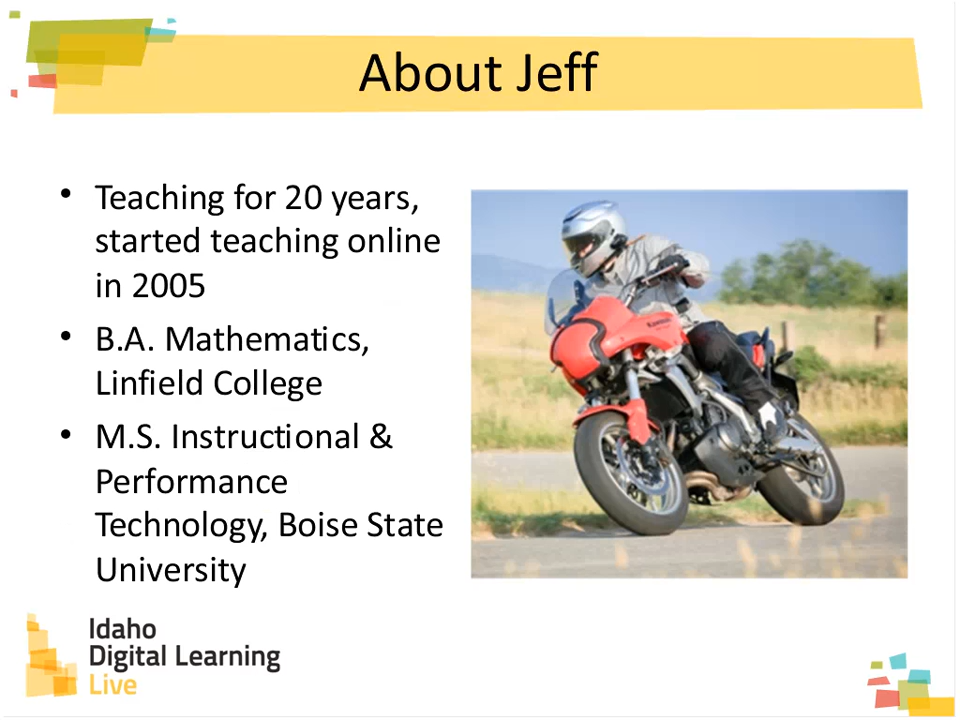 About Jeff
• Teaching for 20 years,
started teaching online
in 2005
• B.A. Mathematics,
Linfield College
• M.S. Instructional &
Performance
Technology, Boise State
University
Kawasaki
Idaho
Digital Learning
Live